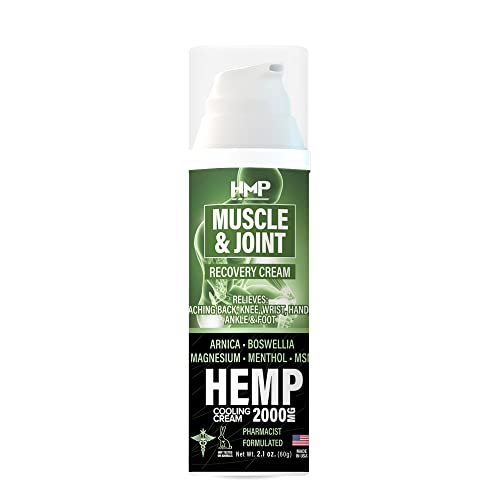 HMP
MUSCLE
& JOINT
RECOVERY CREAM
RELIEVES:
ACHING BACK, KNEE, WRIST, HAND
ANKLE & FOOT
ARNICA • BOSWELLIA
MAGNESIUM • MENTHOL • MSM
HEMP
COOLING CREAM 2000 MG
PHARMACIST
FORMULATED
MADE
IN USA
Net Wt. 2.1 oz. (60g)